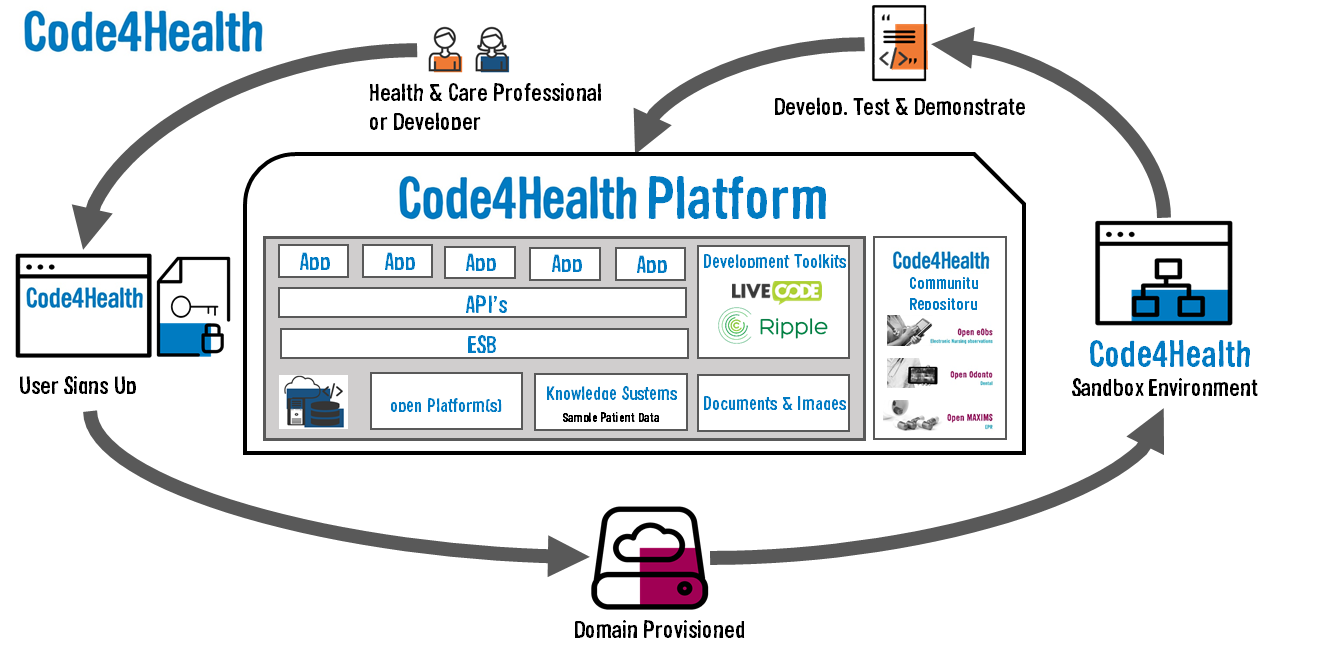 Code4Health
Health & Care Professional
or Developer
Develop, Test & Demonstrate
Code4Health Platform
App
App
App
App
App
API's
ESB
Development Toolkits
LIVE CODE
Ripple
open Platform(s)
Knowledge Systems
Sample Patient Data
Documents & Images
Code4Health
Community
Repository
Open eObs
Electronic Nursing observations
Open Odonto
Dental
Open MAXIMS
EPR
Code4Health
User Signs Up
Code4Health
Sandbox Environment
Domain Provisioned